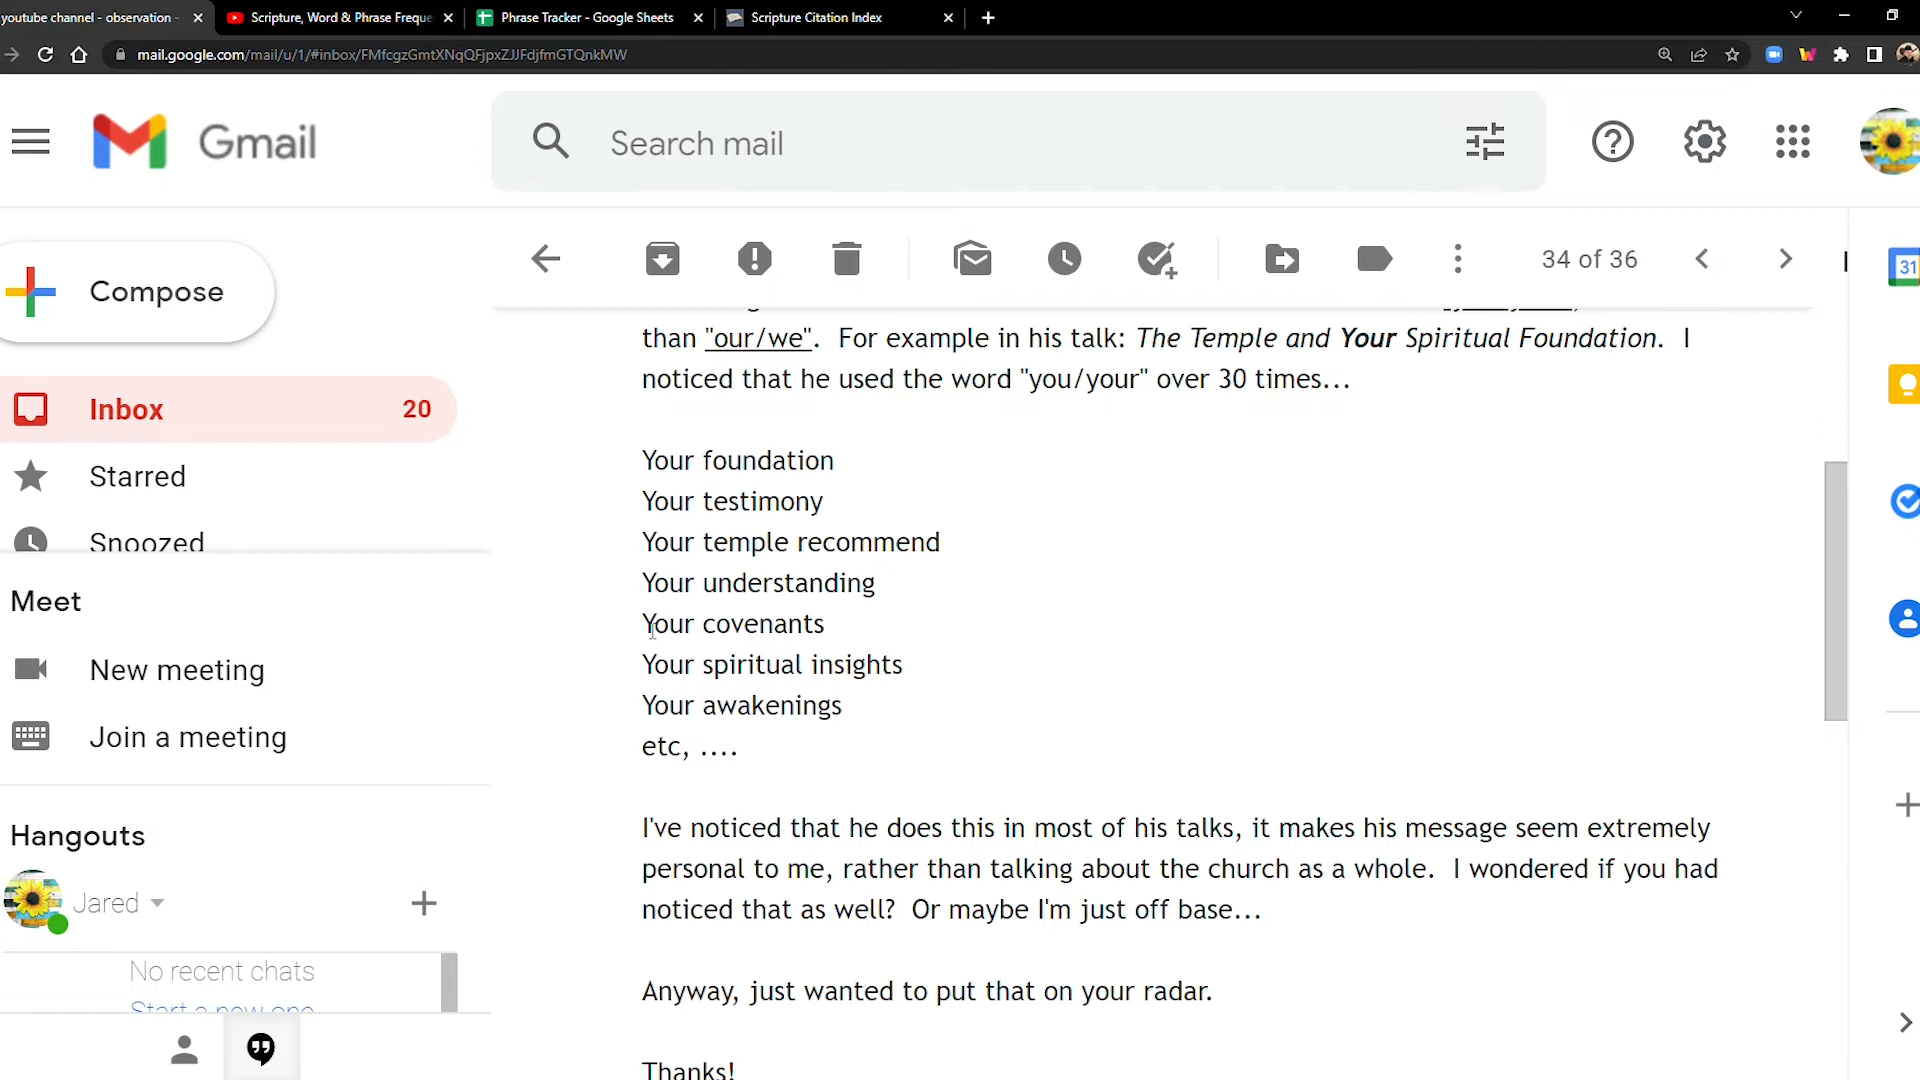 youtube channel - observation -
Scripture, Word & Phrase Freque
Phrase Tracker - Google Sheets
Scripture Citation Index
mail.google.com/mail/u/1/#inbox/FMfcgzGmtXNqQFjpxZJJFdjfmGTQnkMW
Gmail
Search mail
34 of 36
31
Compose
than "our/we".  For example in his talk: The Temple and Your Spiritual Foundation.  I
noticed that he used the word "you/your" over 30 times...
Inbox
20
Starred
Snoozed
Your foundation
Your testimony
Your temple recommend
Your understanding
Your covenants
Your spiritual insights
Your awakenings
etc, ....
Meet
New meeting
Join a meeting
Hangouts
Jared
No recent chats
Start a new one
I've noticed that he does this in most of his talks, it makes his message seem extremely
personal to me, rather than talking about the church as a whole.  I wondered if you had
noticed that as well?  Or maybe I'm just off base...
Anyway, just wanted to put that on your radar.
Thanks!